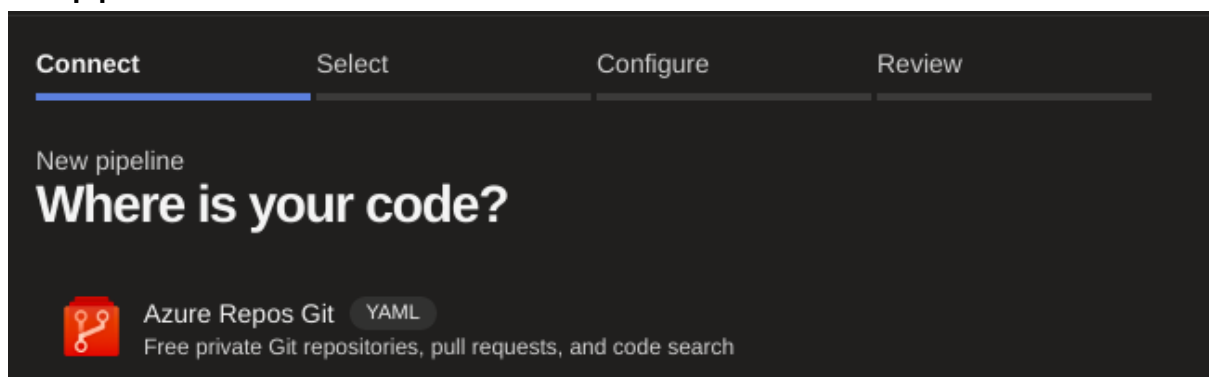 Connect Select Configure Review
New pipeline
Where is your code?
Azure Repos Git YAML
Free private Git repositories, pull requests, and code search